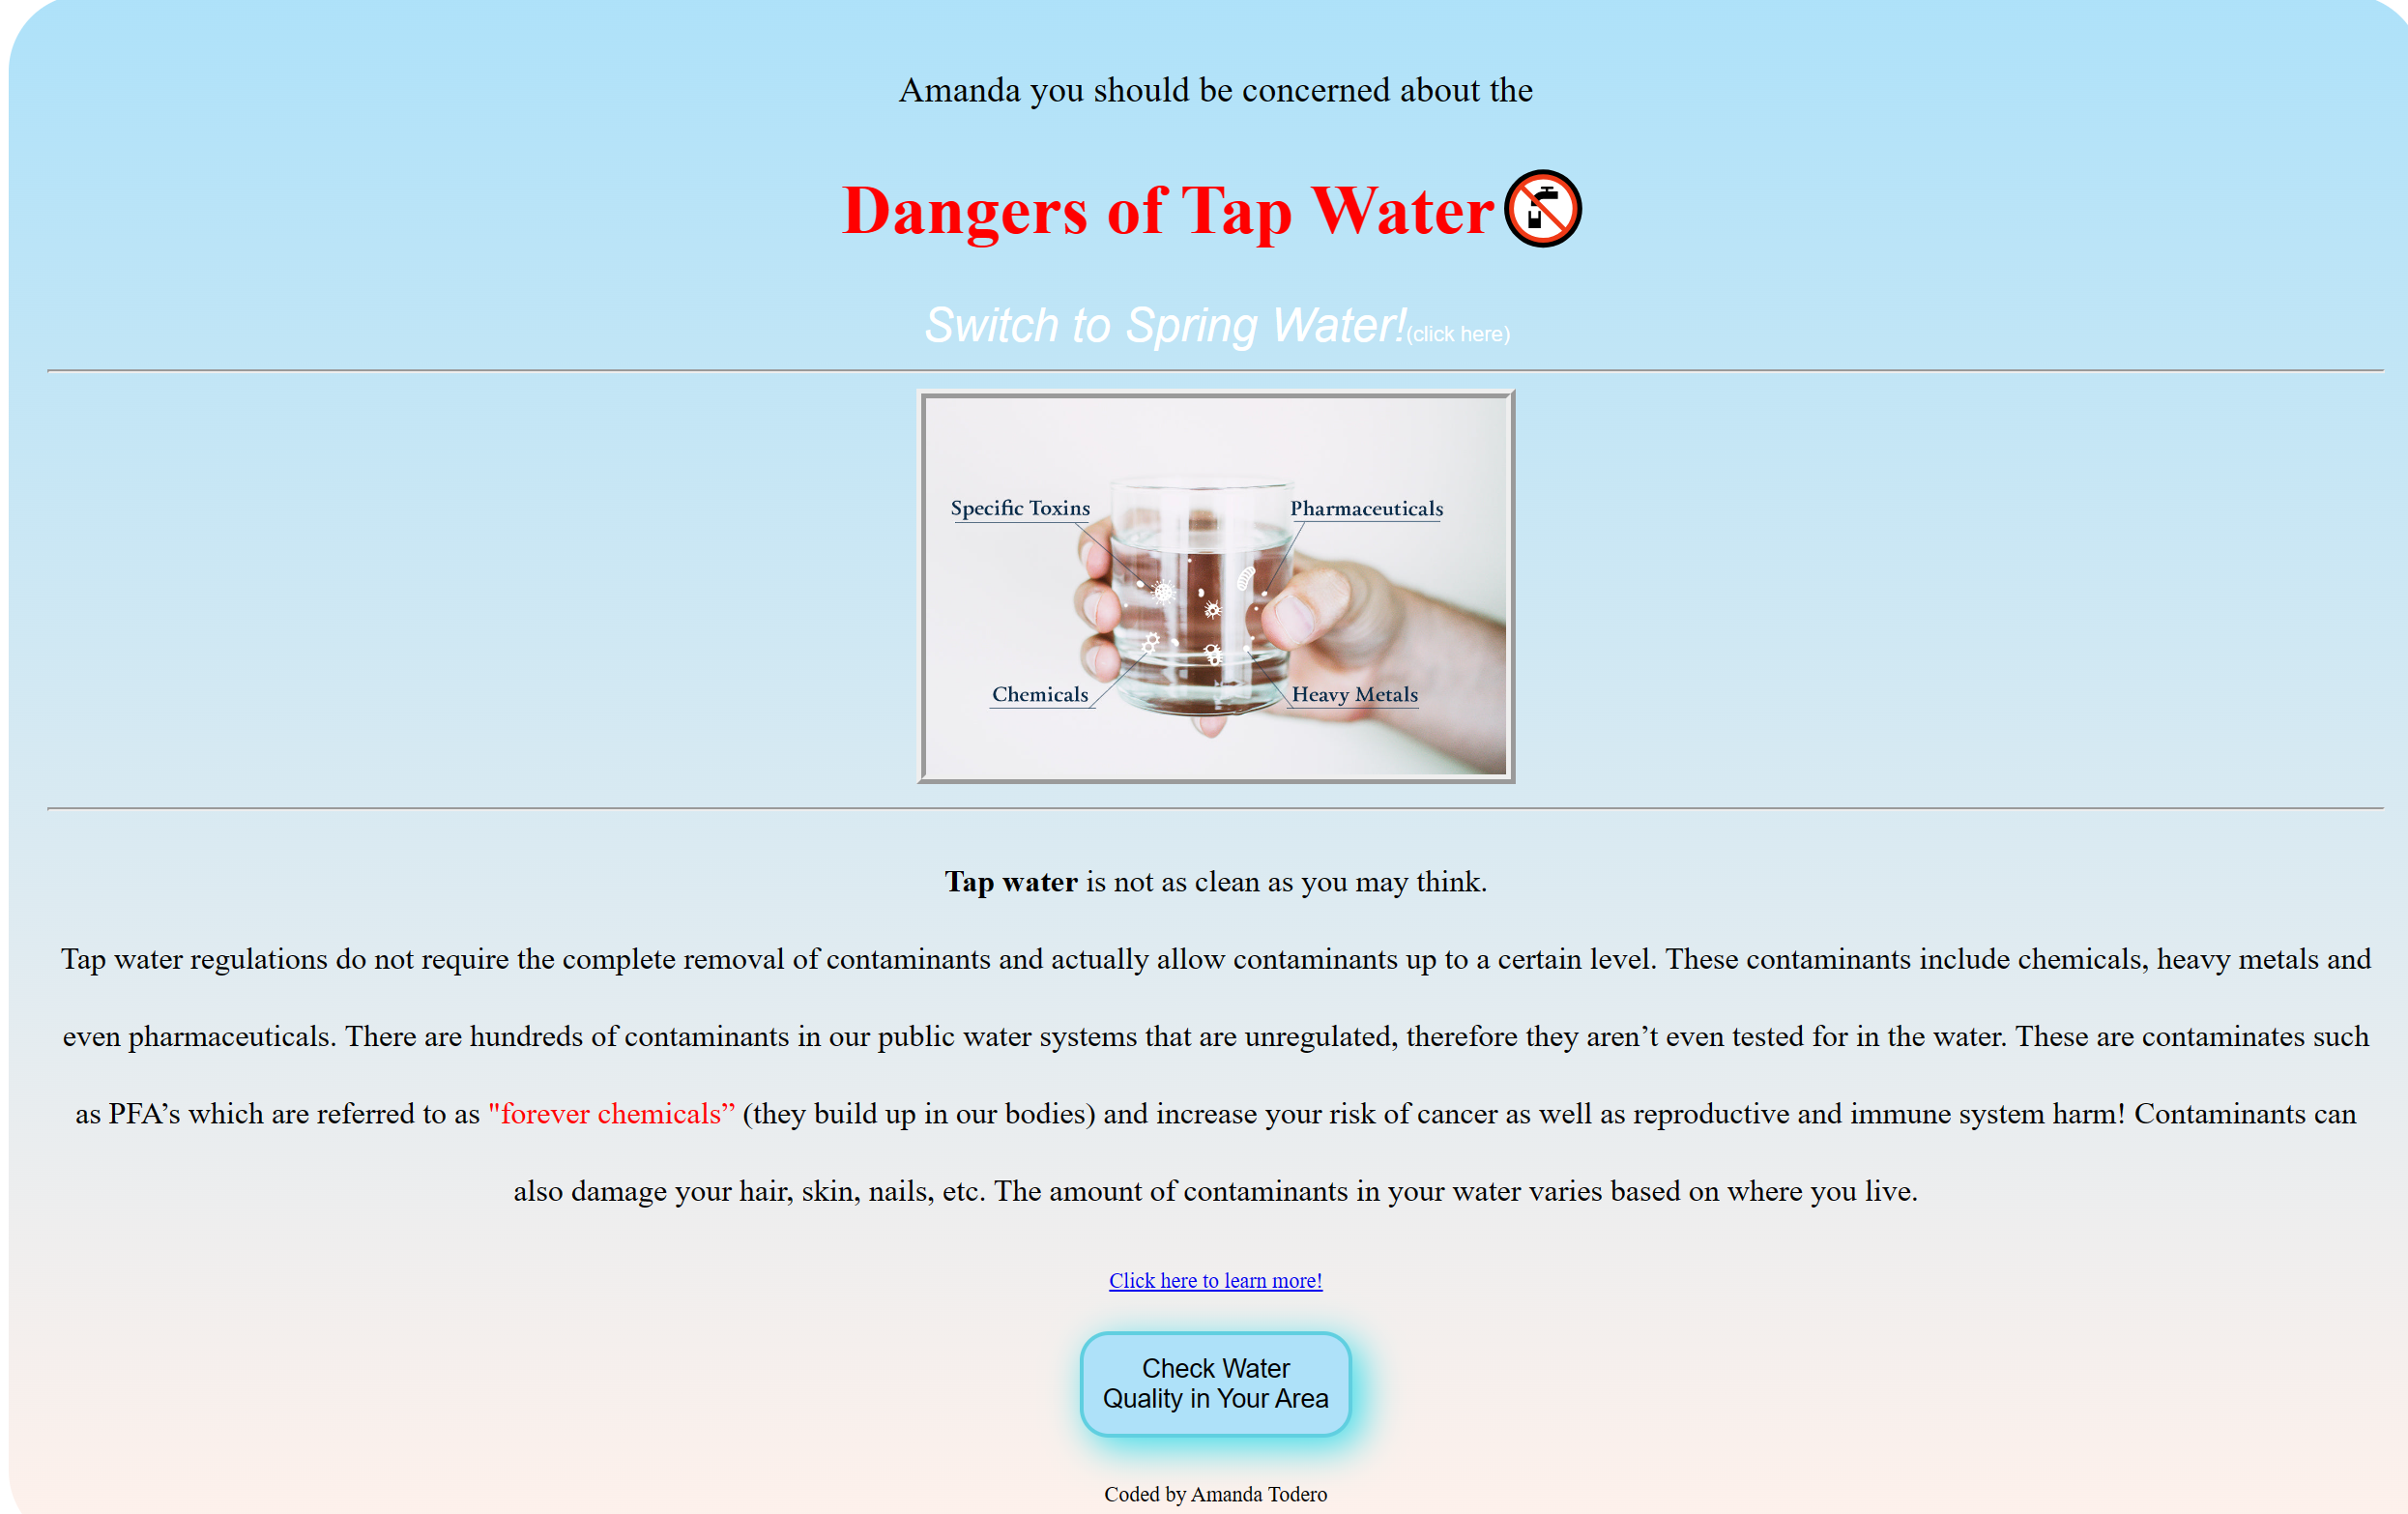 Amanda you should be concerned about the
Dangers of Tap Water
Switch to Spring Water!(click here)
Specific Toxins
Pharmaceuticals
Chemicals
Heavy Metals
Tap water is not as clean as you may think.
Tap water regulations do not require the complete removal of contaminants and actually allow contaminants up to a certain level. These contaminants include chemicals, heavy metals and
even pharmaceuticals. There are hundreds of contaminants in our public water systems that are unregulated, therefore they aren’t even tested for in the water. These are contaminates such
as PFA’s which are referred to as "forever chemicals” (they build up in our bodies) and increase your risk of cancer as well as reproductive and immune system harm! Contaminants can
also damage your hair, skin, nails, etc. The amount of contaminants in your water varies based on where you live.
Click here to learn more!
Check Water
Quality in Your Area
Coded by Amanda Todero